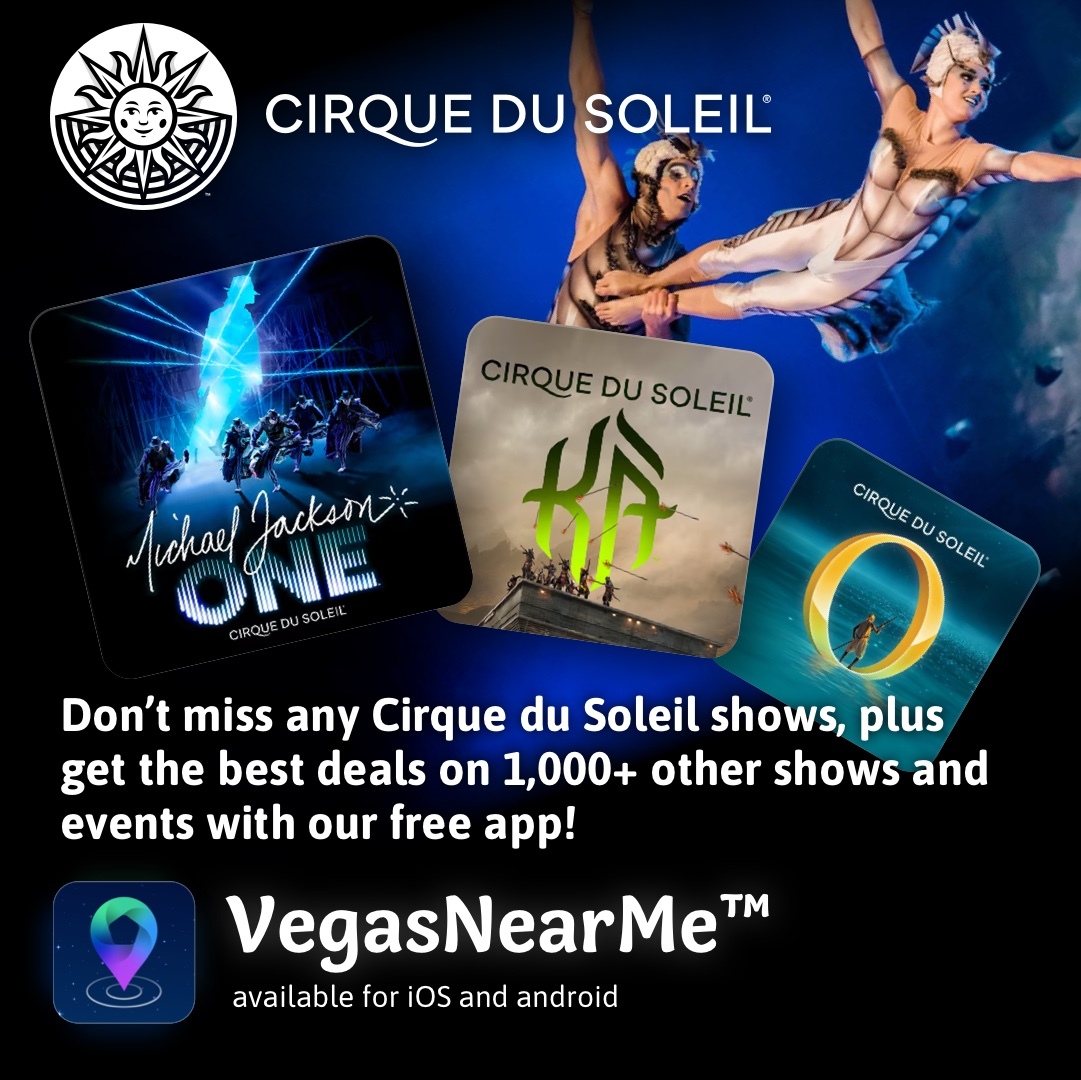 CIRQUE DU SOLEIL®
Michael Jackson
ONE
CIRQUE DU SOLEIL
CIRQUE DU SOLEIL®
KÀ
CIRQUE DU SOLEIL®
O
Don’t miss any Cirque du Soleil shows, plus
get the best deals on 1,000+ other shows and
events with our free app!
VegasNearMe™
available for iOS and android